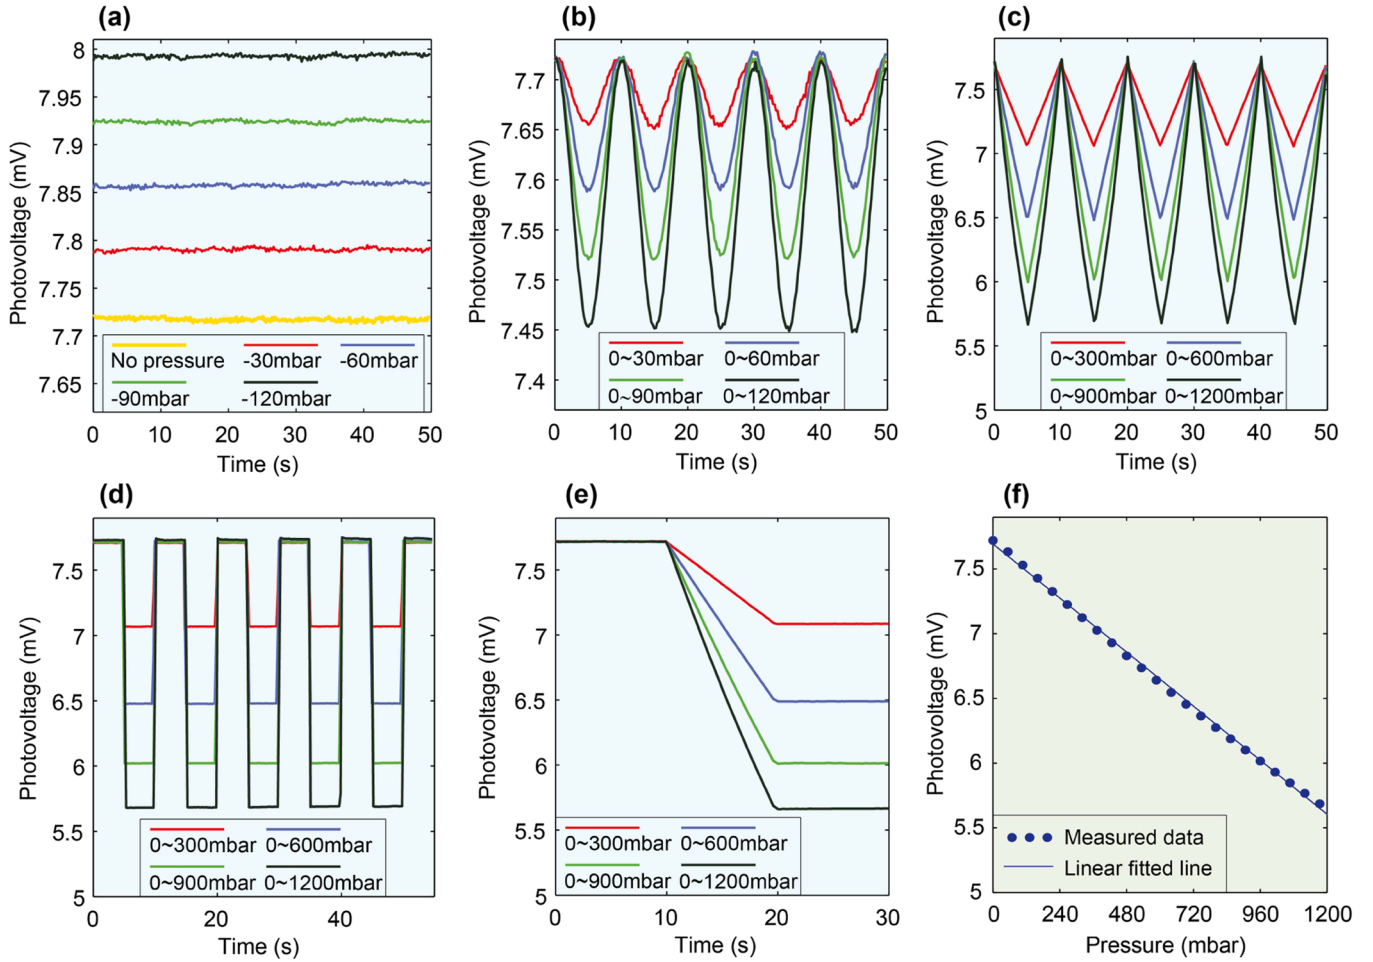 (a)
8
7.95
7.9
7.85
7.8
7.75
7.7
7.65
Photovoltage (mV)
No pressure -30mbar -60mbar
-90mbar -120mbar
0 10 20 30 40 50
Time (s)
(b)
7.7
7.65
7.6
7.55
7.5
7.45
7.4
Photovoltage (mV)
0~30mbar 0~60mbar
0~90mbar 0~120mbar
0 10 20 30 40 50
Time (s)
(c)
7.5
7
6.5
6
5.5
5
Photovoltage (mV)
0~300mbar 0~600mbar
0~900mbar 0~1200mbar
0 10 20 30 40 50
Time (s)
(d)
7.5
7
6.5
6
5.5
5
Photovoltage (mV)
0~300mbar 0~600mbar
0~900mbar 0~1200mbar
0 20 40
Time (s)
(e)
7.5
7
6.5
6
5.5
5
Photovoltage (mV)
0~300mbar 0~600mbar
0~900mbar 0~1200mbar
0 10 20 30
Time (s)
(f)
7.5
7
6.5
6
5.5
5
Photovoltage (mV)
Measured data
Linear fitted line
0 240 480 720 960 1200
Pressure (mbar)